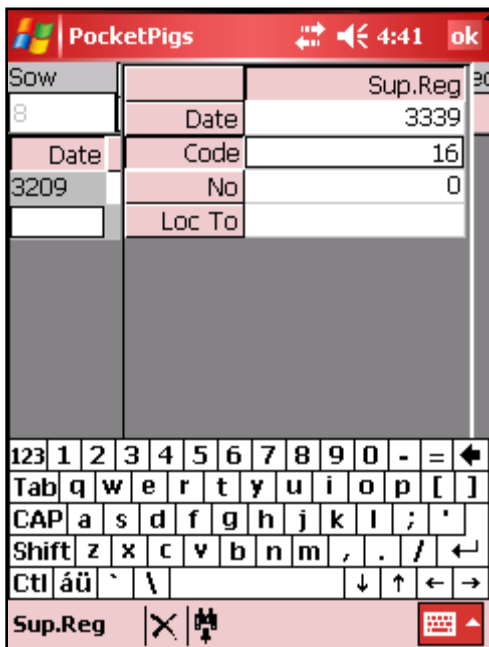 PocketPigs 4:41 ok
Sow Sup.Reg
8 Date 3339
Date Code 16
3209 No 0
Loc To
123 1 2 3 4 5 6 7 8 9 0 - =
Tab q w e r t y u i o p [ ]
CAP a s d f g h j k l ; '
Shift z x c v b n m , . /
Ctl áü ` \
Sup.Reg